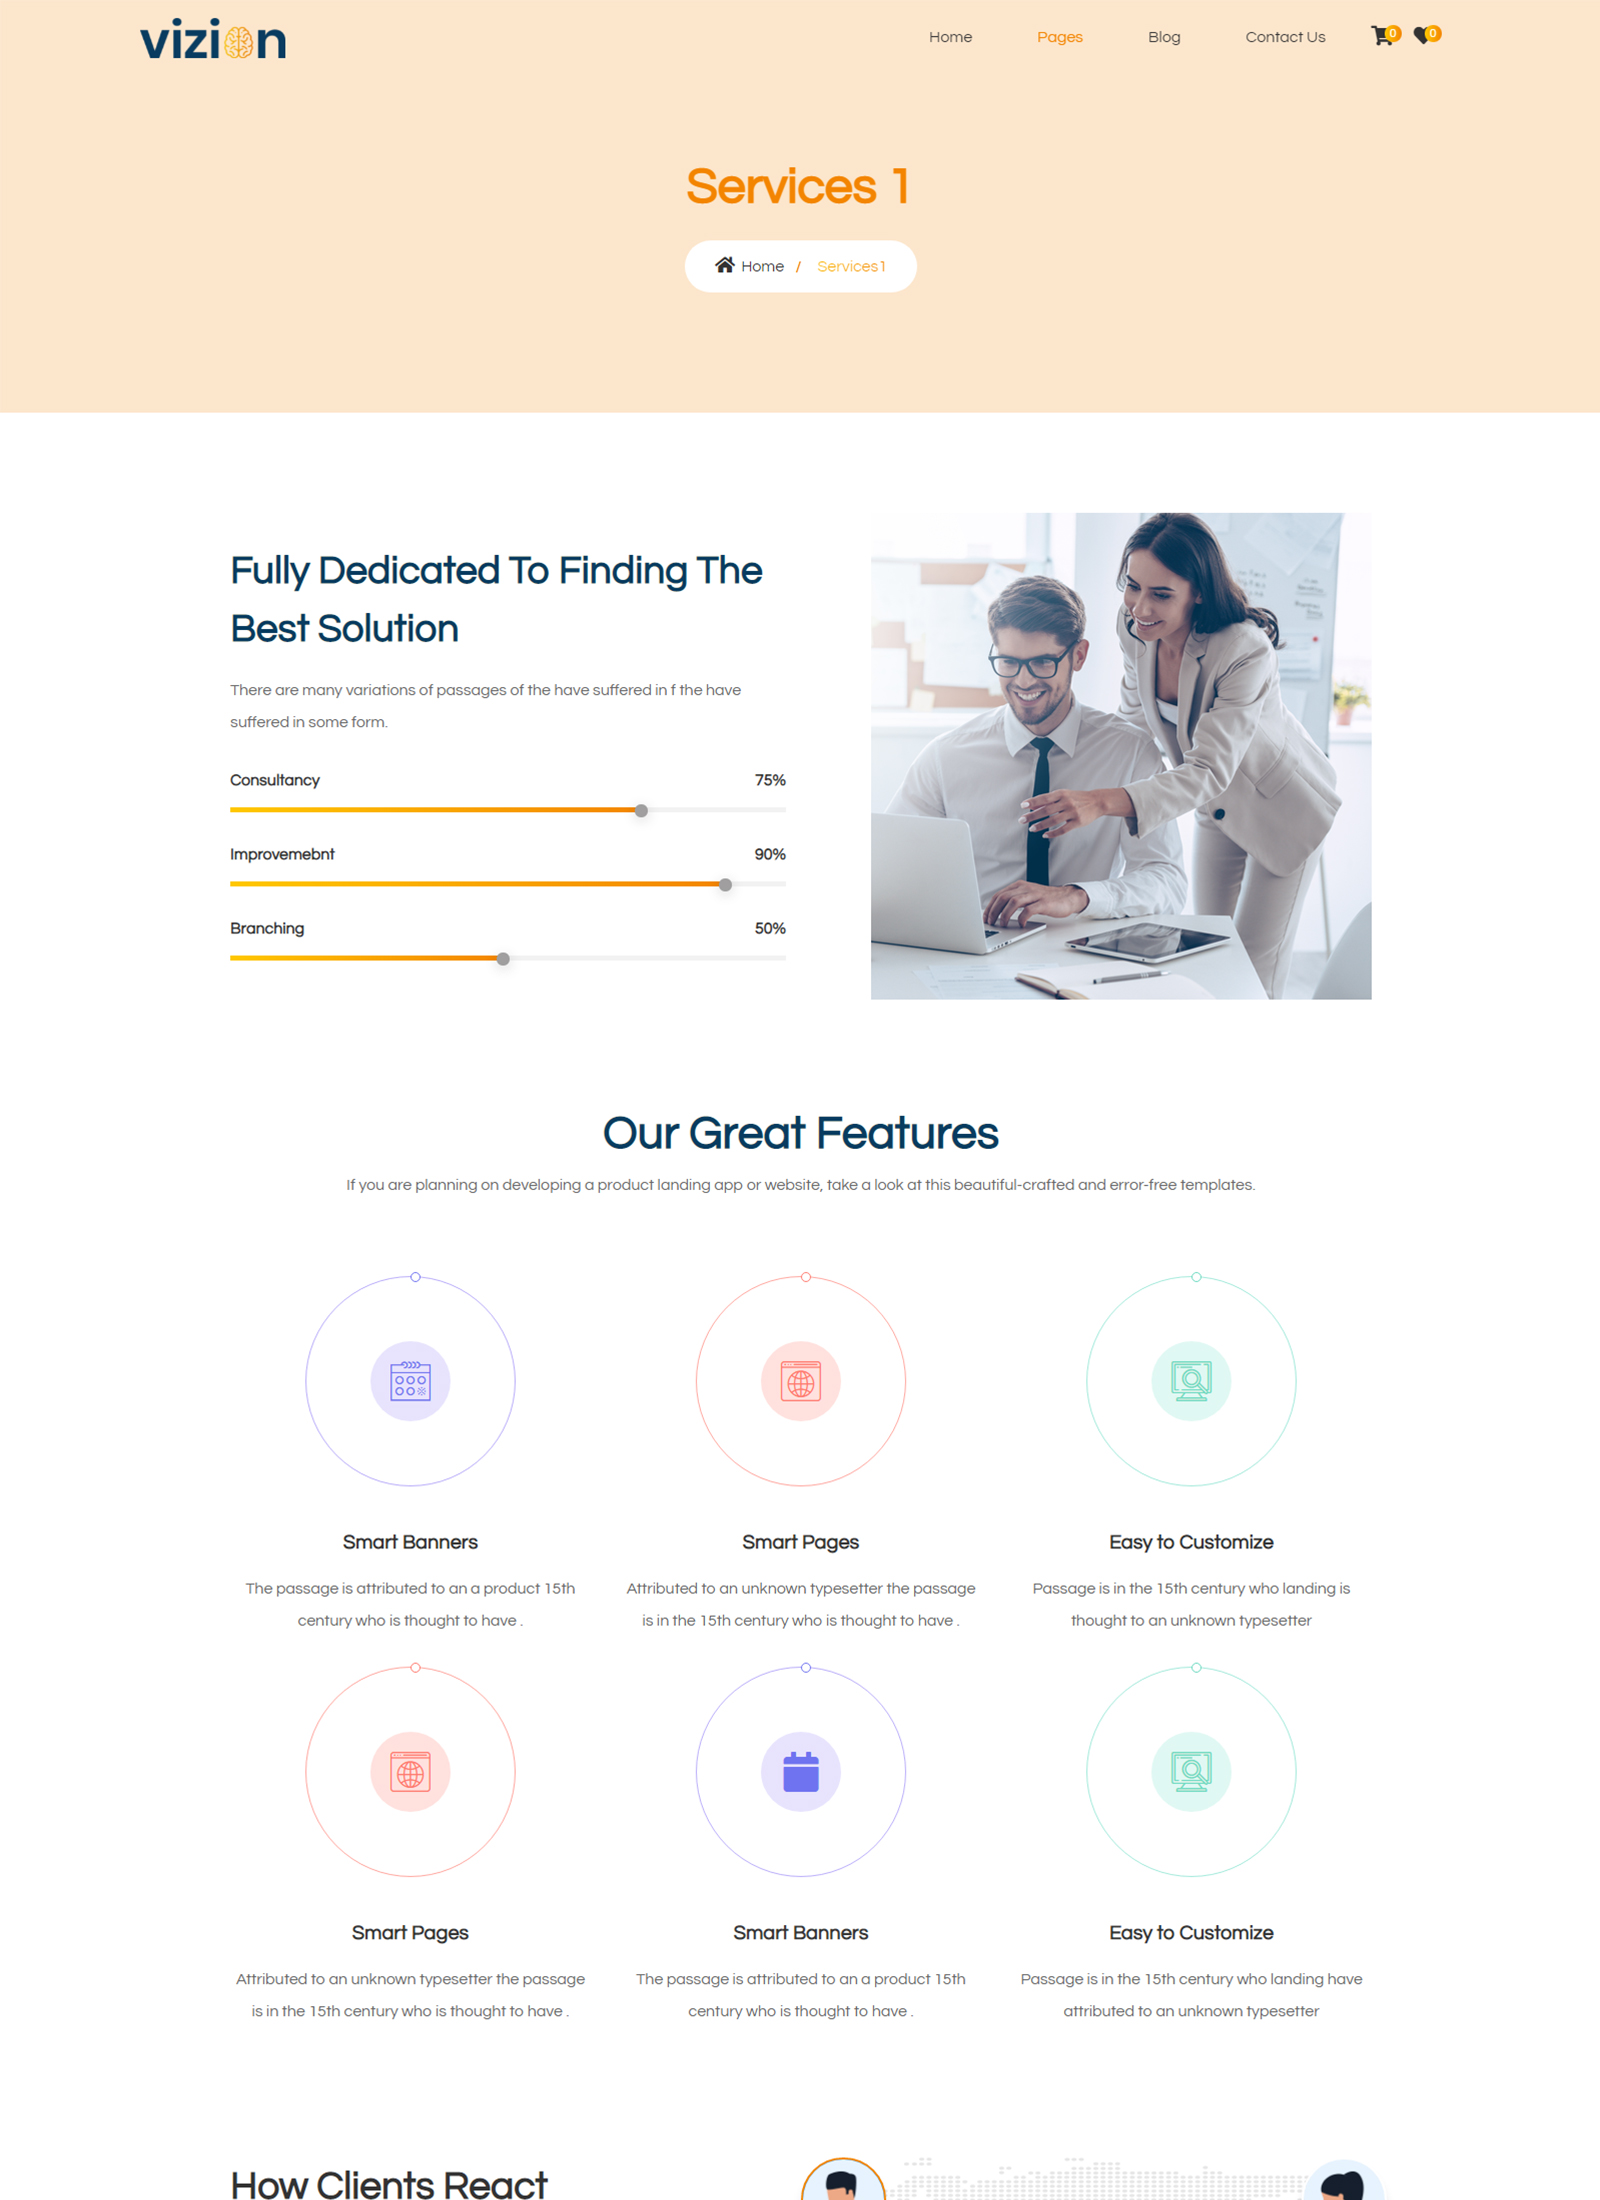 vizion
Home
Pages
Blog
Contact Us
0
0
Services 1
Home / Services1
Fully Dedicated To Finding The
Best Solution
There are many variations of passages of the have suffered in f the have
suffered in some form.
Consultancy 75%
Improvemebnt 90%
Branching 50%
Our Great Features
If you are planning on developing a product landing app or website, take a look at this beautiful-crafted and error-free templates.
Smart Banners
The passage is attributed to an a product 15th
century who is thought to have .
Smart Pages
Attributed to an unknown typesetter the passage
is in the 15th century who is thought to have .
Easy to Customize
Passage is in the 15th century who landing is
thought to an unknown typesetter
Smart Pages
Attributed to an unknown typesetter the passage
is in the 15th century who is thought to have .
Smart Banners
The passage is attributed to an a product 15th
century who is thought to have .
Easy to Customize
Passage is in the 15th century who landing have
attributed to an unknown typesetter
How Clients React